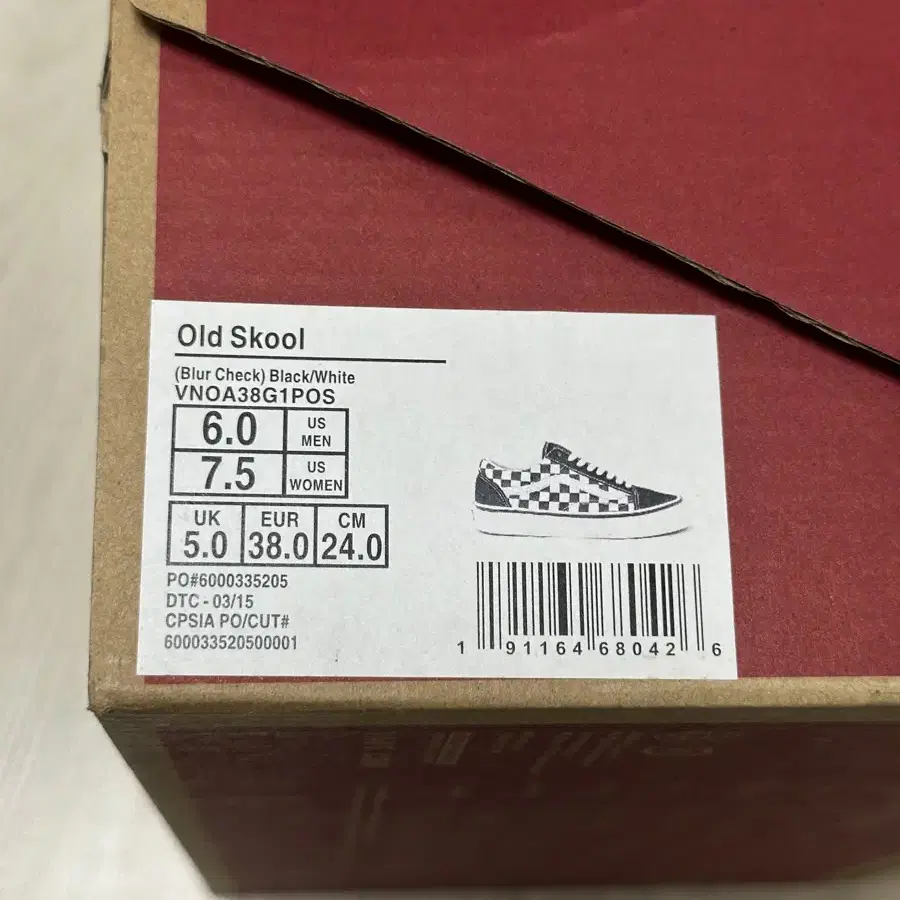 Old Skool
(Blur Check) Black/White
VNOA38G1POS
6.0 US MEN
7.5 US WOMEN
UK EUR CM
5.0 38.0 24.0
PO#6000335205
DTC - 03/15
CPSIA PO/CUT#
600033520500001
1 91164 68042 6